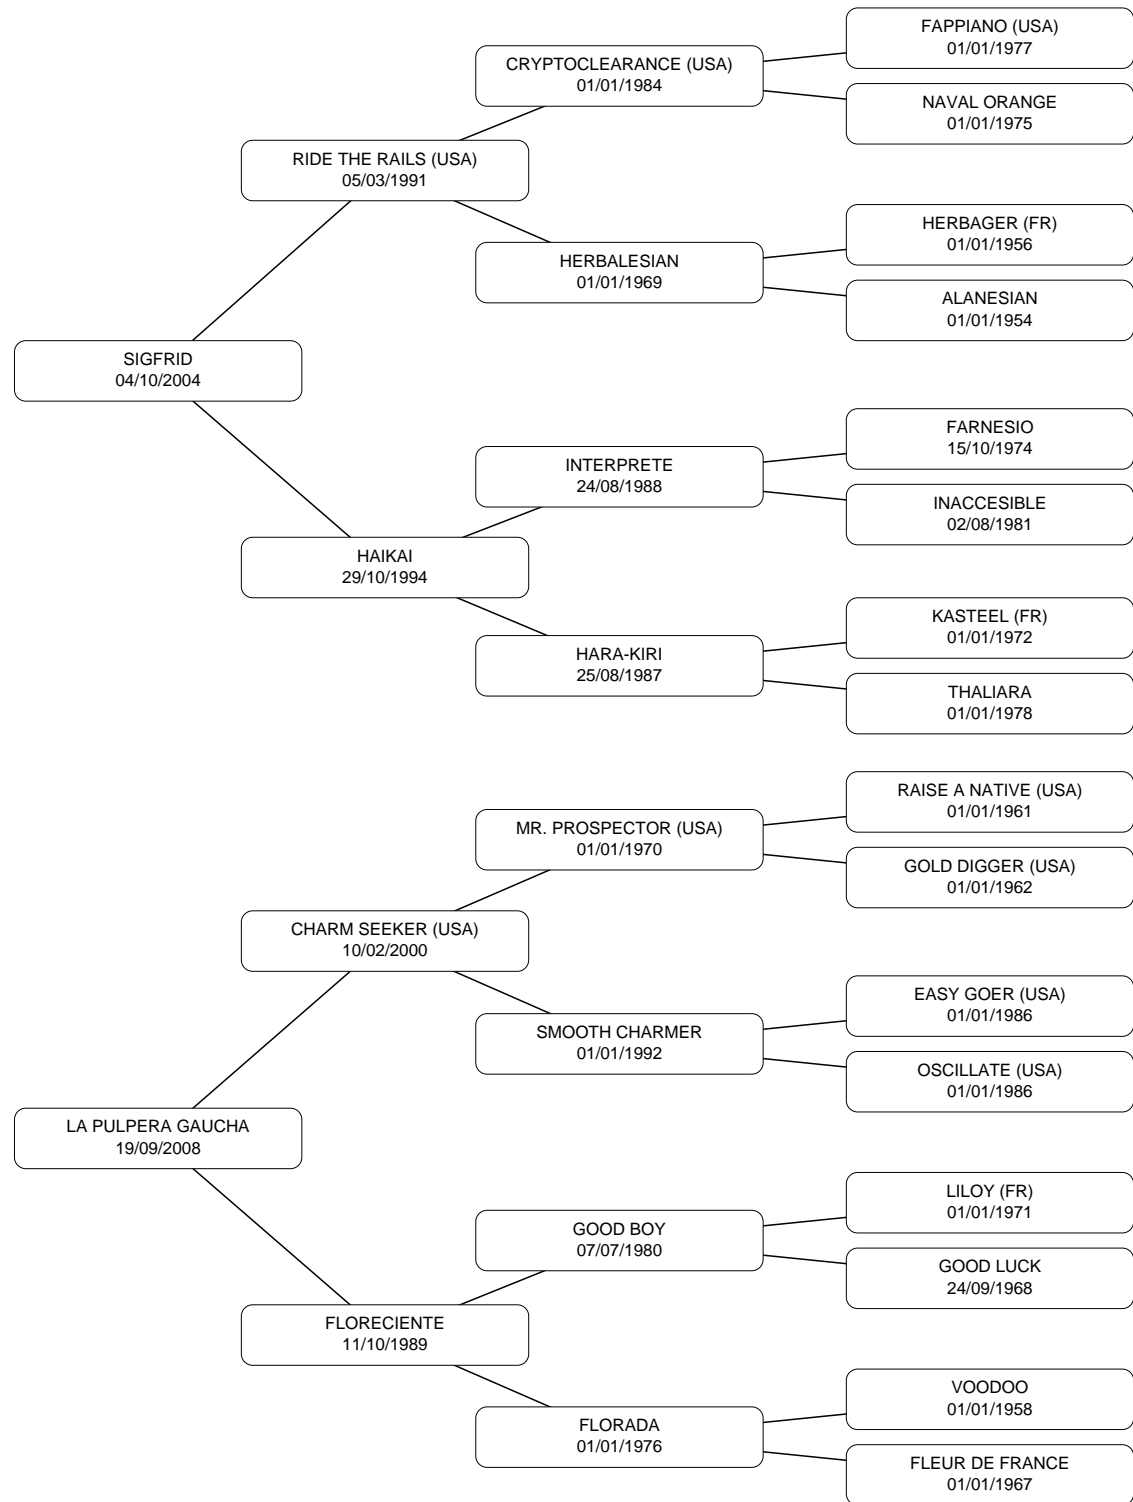 FAPPIANO (USA)
01/01/1977
CRYPTOCLEARANCE (USA)
01/01/1984
NAVAL ORANGE
01/01/1975
RIDE THE RAILS (USA)
05/03/1991
HERBAGER (FR)
01/01/1956
HERBALESIAN
01/01/1969
ALANESIAN
01/01/1954
SIGFRID
04/10/2004
FARNESIO
15/10/1974
INTERPRETE
24/08/1988
INACCESIBLE
02/08/1981
HAIKAI
29/10/1994
KASTEEL (FR)
01/01/1972
HARA-KIRI
25/08/1987
THALIARA
01/01/1978
RAISE A NATIVE (USA)
01/01/1961
MR. PROSPECTOR (USA)
01/01/1970
GOLD DIGGER (USA)
01/01/1962
CHARM SEEKER (USA)
10/02/2000
EASY GOER (USA)
01/01/1986
SMOOTH CHARMER
01/01/1992
OSCILLATE (USA)
01/01/1986
LA PULPERA GAUCHA
19/09/2008
LILOY (FR)
01/01/1971
GOOD BOY
07/07/1980
GOOD LUCK
24/09/1968
FLORECIENTE
11/10/1989
VOODOO
01/01/1958
FLORADA
01/01/1976
FLEUR DE FRANCE
01/01/1967